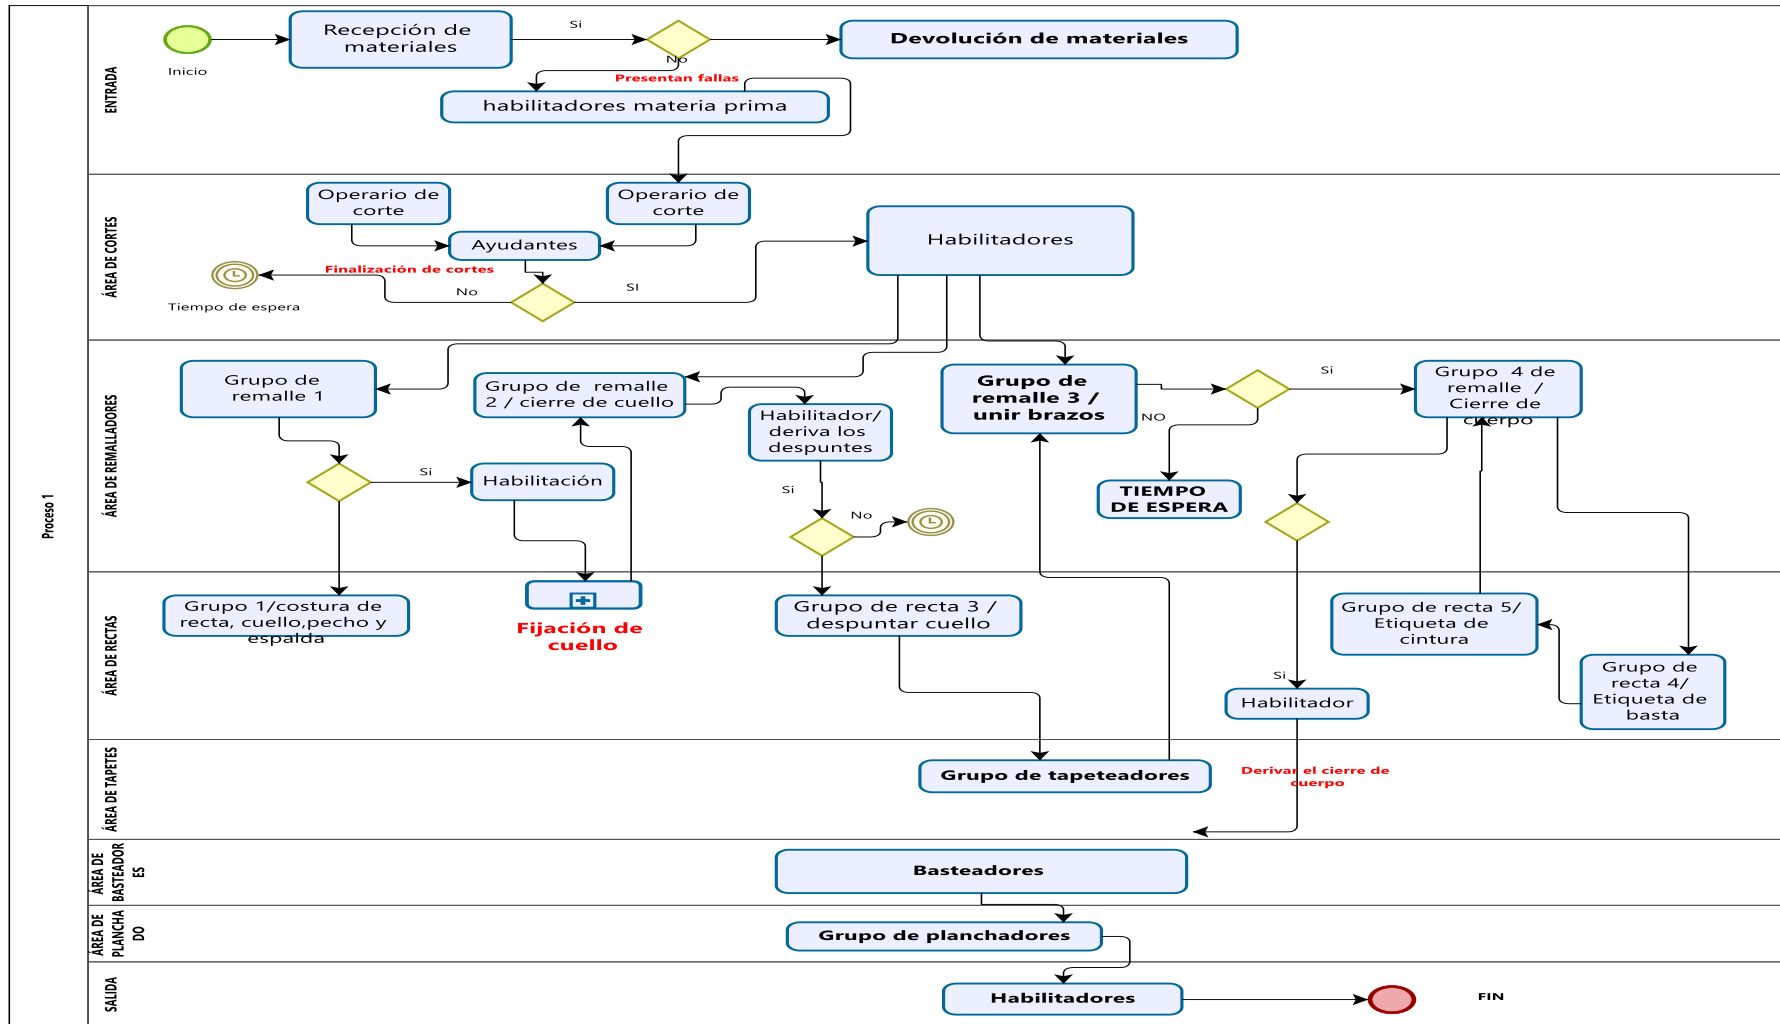 Proceso 1
ENTRADA
Inicio
Recepción de
materiales
Si
No
Presentan fallas
Devolución de materiales
habilitadores materia prima
ÁREA DE CORTES
Operario de
corte
Operario de
corte
Ayudantes
Finalización de cortes
No
SI
Tiempo de espera
Habilitadores
ÁREA DE REMALLADORES
Grupo de
remalle 1
Si
Habilitación
Grupo de remalle
2 / cierre de cuello
Habilitador/
deriva los
despuntes
Si
No
Grupo de
remalle 3 /
unir brazos
NO
Si
TIEMPO
DE ESPERA
Grupo 4 de
remalle /
Cierre de
cuerpo
ÁREA DE RECTAS
Grupo 1/costura de
recta, cuello,pecho y
espalda
Fijación de
cuello
Grupo de recta 3 /
despuntar cuello
Grupo de recta 5/
Etiqueta de
cintura
Si
Habilitador
Grupo de
recta 4/
Etiqueta de
basta
ÁREA DE TAPETES
Grupo de tapeteadores
Derivar el cierre de
cuerpo
ÁREA DE
BASTEADOR
ES
Basteadores
ÁREA DE
PLANCHA
DO
Grupo de planchadores
SALIDA
Habilitadores
FIN